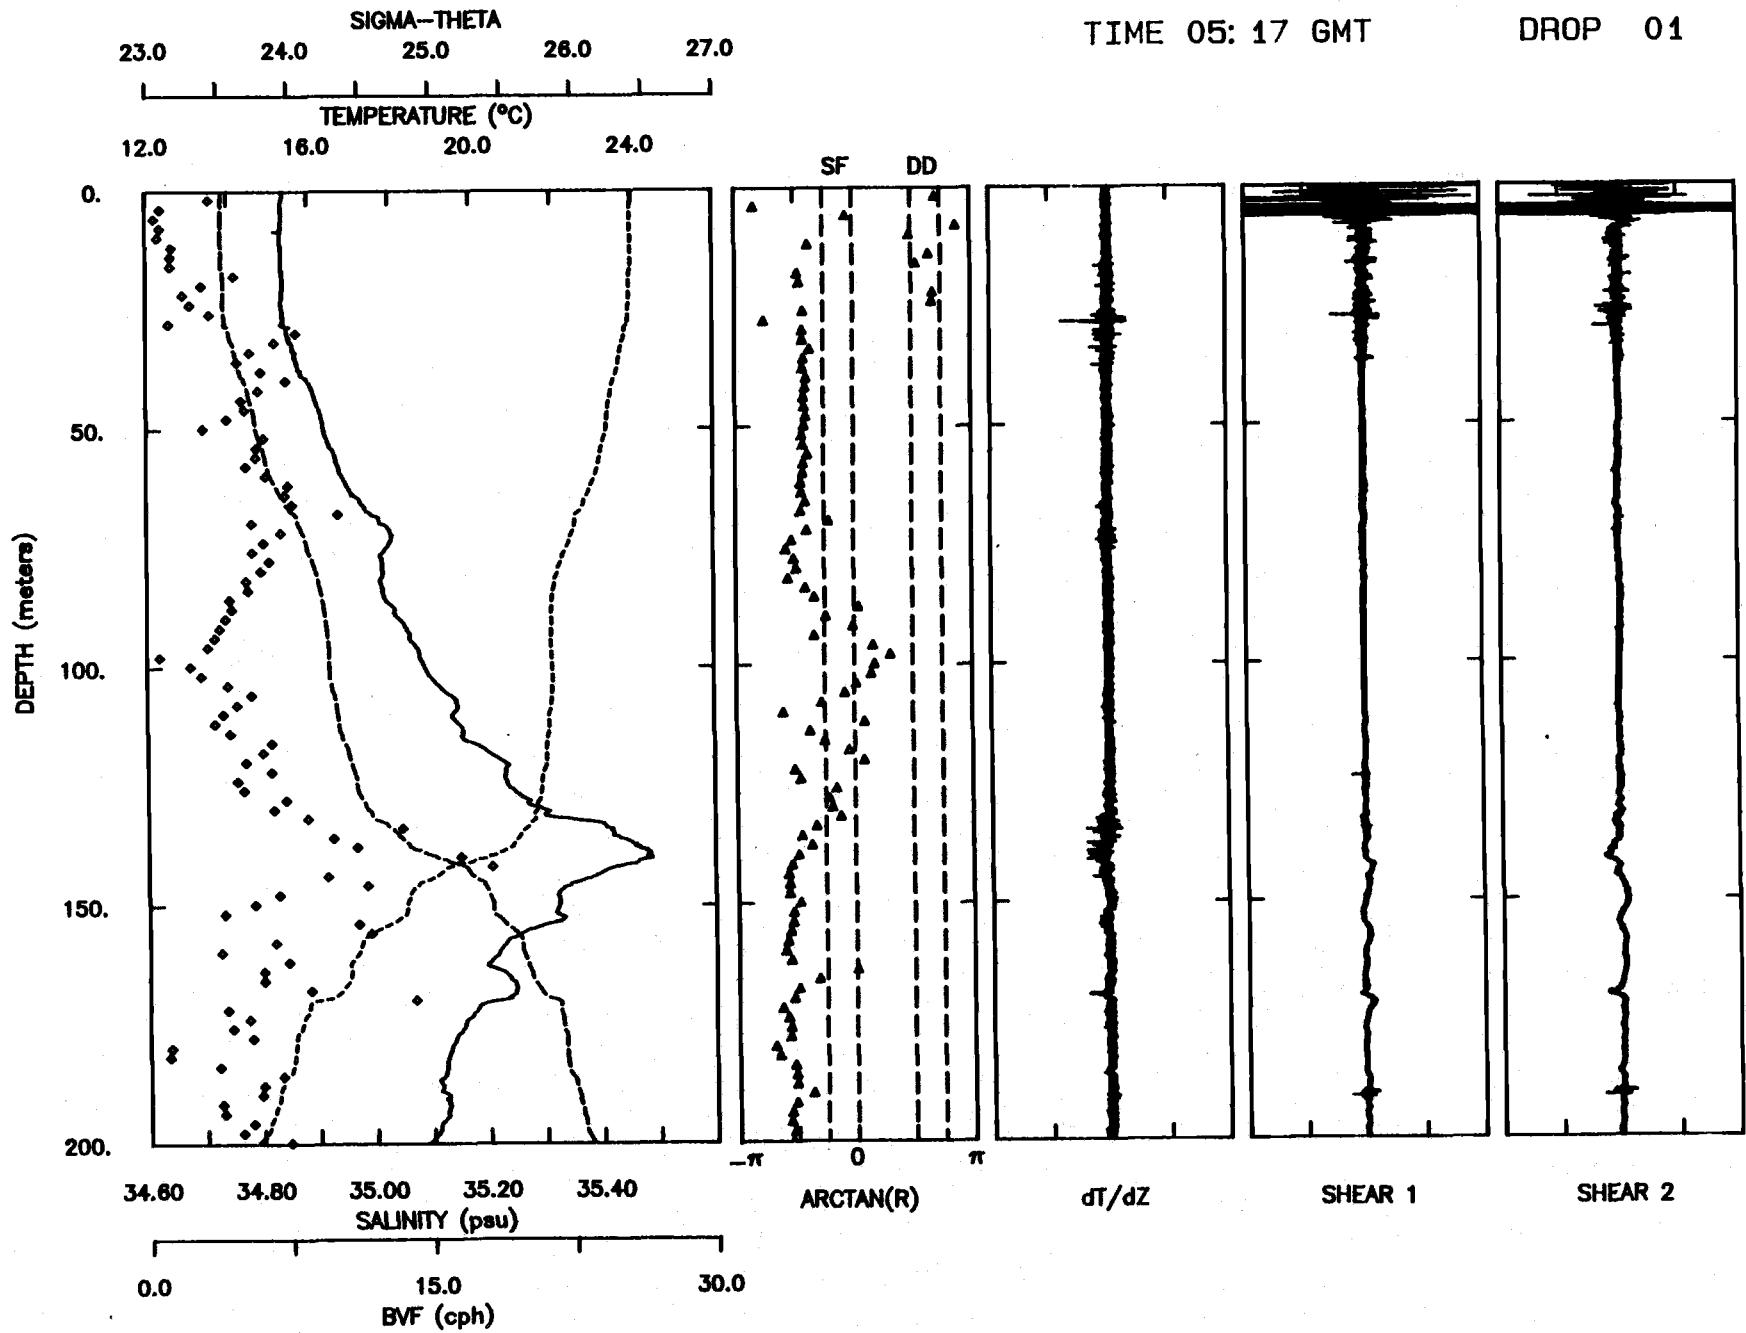 SIGMA-THETA
23.0 24.0 25.0 26.0 27.0
TIME 05:17 GMT DROP 01
TEMPERATURE (°C)
12.0 16.0 20.0 24.0
SF DD
0.
50.
100.
150.
200.
DEPTH (meters)
-π 0 π
34.60 34.80 35.00 35.20 35.40
SALINITY (psu)
ARCTAN(R) dT/dZ SHEAR 1 SHEAR 2
0.0 15.0 30.0
BVF (cph)